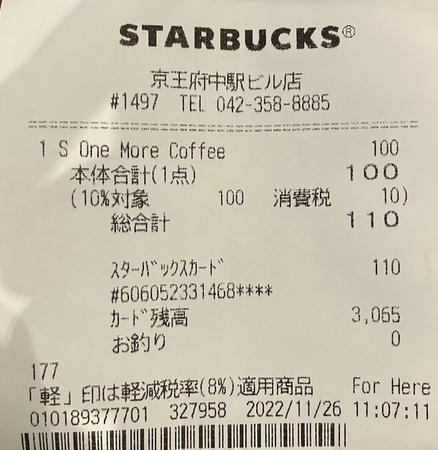 STARBUCKS®
京王府中駅ビル店
#1497 TEL 042-358-8885
1 S One More Coffee 100
本体合計(1点) 100
(10%対象 100 消費税 10)
総合計 110
スターバックスカード 110
#606052331468****
カード残高 3,065
お釣り 0
177
「軽」印は軽減税率(8%)適用商品 For Here
010189377701 327958 2022/11/26 11:07:11